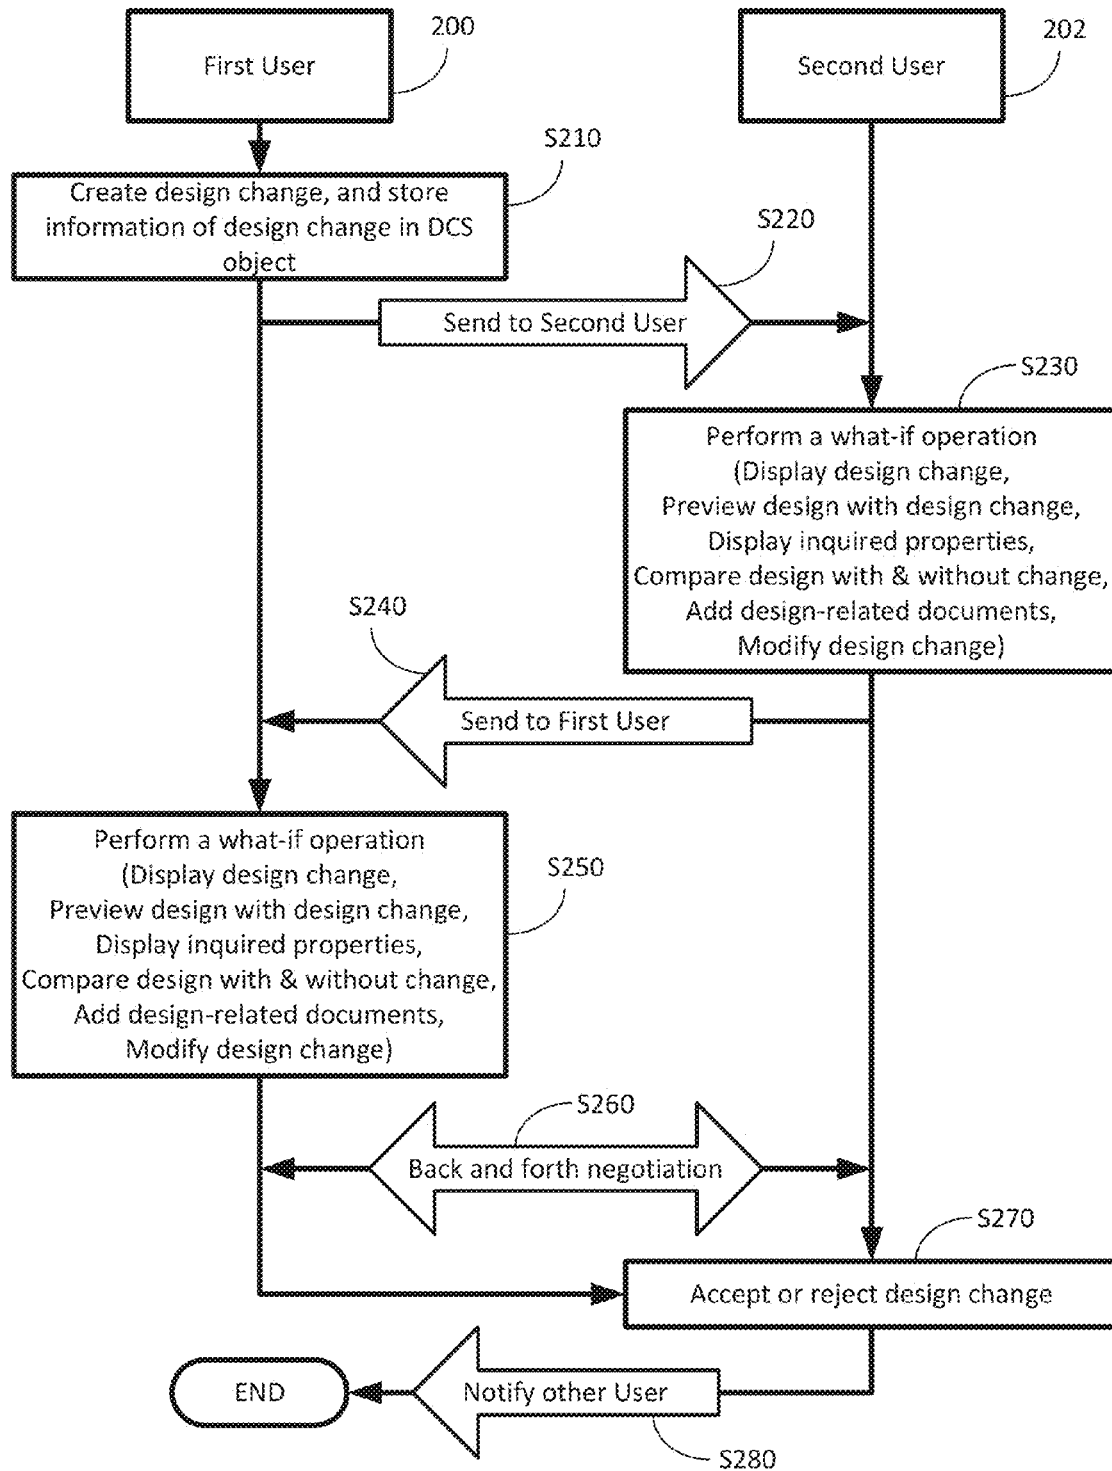 First User
200
Second User
202
S210
Create design change, and store
information of design change in DCS
object
S220
Send to Second User
S230
Perform a what-if operation
(Display design change,
Preview design with design change,
Display inquired properties,
Compare design with & without change,
Add design-related documents,
Modify design change)
S240
Send to First User
Perform a what-if operation
(Display design change,
Preview design with design change,
Display inquired properties,
Compare design with & without change,
Add design-related documents,
Modify design change)
S250
S260
Back and forth negotiation
S270
Accept or reject design change
END
Notify other User
S280